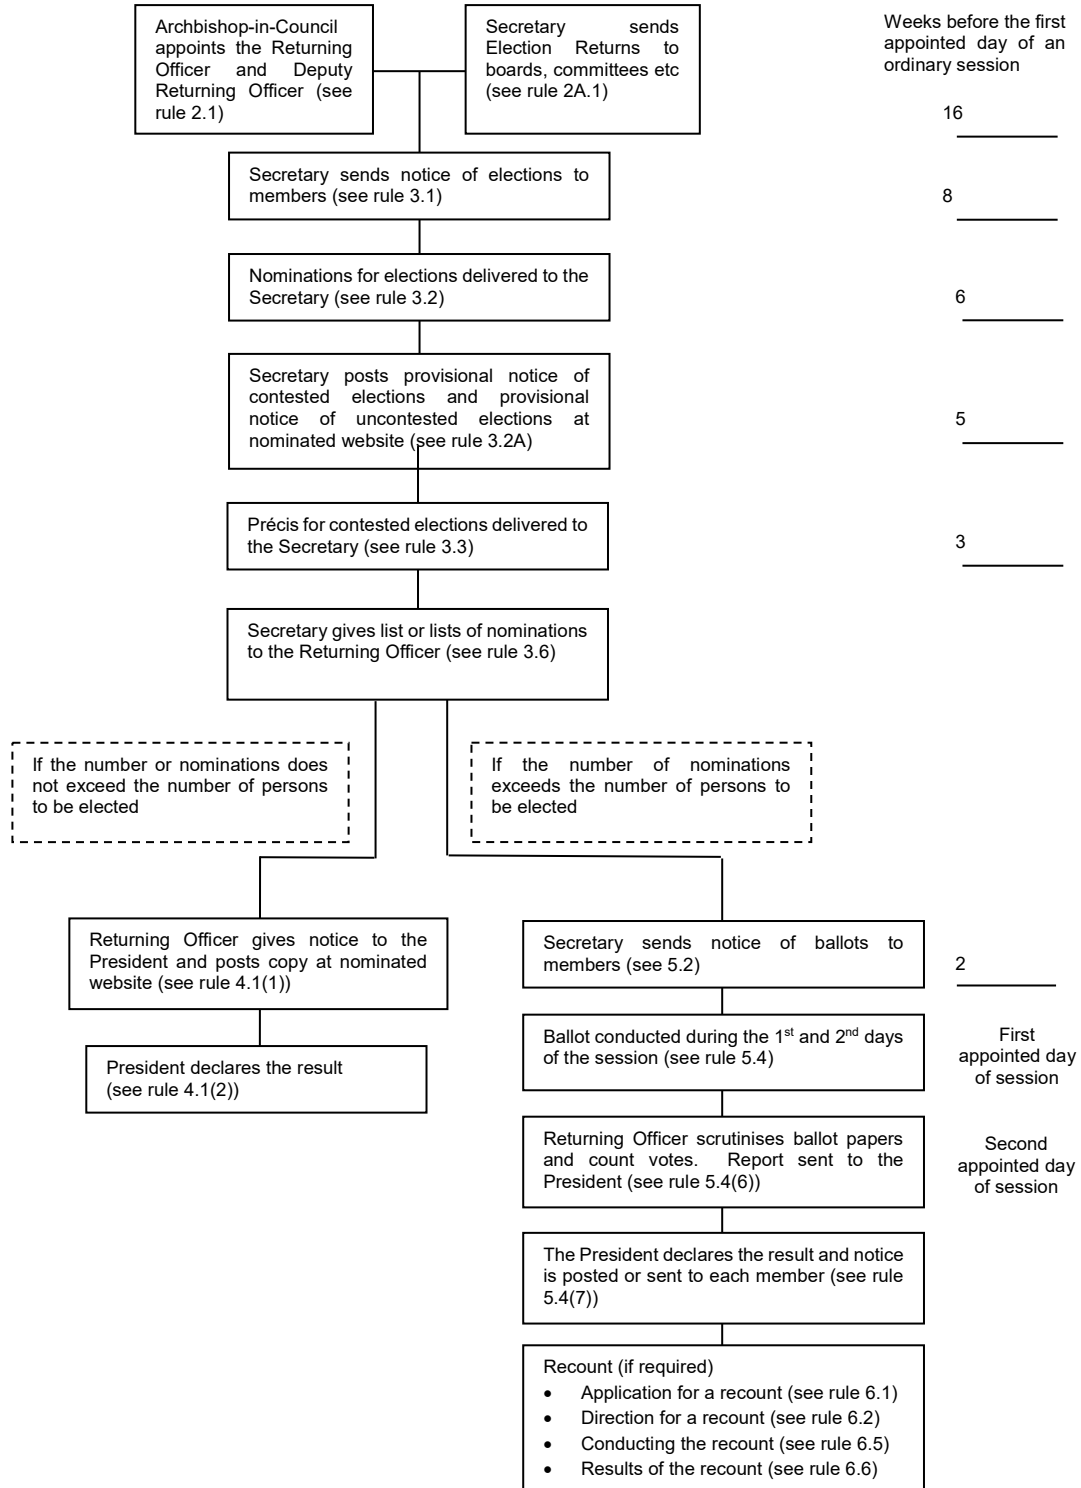 Archbishop-in-Council
appoints the Returning
Officer and Deputy
Returning Officer (see
rule 2.1)
Secretary sends
Election Returns to
boards, committees etc
(see rule 2A.1)
Weeks before the first
appointed day of an
ordinary session
16
Secretary sends notice of elections to
members (see rule 3.1)
8
Nominations for elections delivered to the
Secretary (see rule 3.2)
6
Secretary posts provisional notice of
contested elections and provisional
notice of uncontested elections at
nominated website (see rule 3.2A)
5
Précis for contested elections delivered to
the Secretary (see rule 3.3)
3
Secretary gives list or lists of nominations
to the Returning Officer (see rule 3.6)
If the number or nominations does
not exceed the number of persons
to be elected
If the number of nominations
exceeds the number of persons to
be elected
Returning Officer gives notice to the
President and posts copy at nominated
website (see rule 4.1(1))
President declares the result
(see rule 4.1(2))
Secretary sends notice of ballots to
members (see 5.2)
2
Ballot conducted during the 1st and 2nd days
of the session (see rule 5.4)
First
appointed day
of session
Returning Officer scrutinises ballot papers
and count votes. Report sent to the
President (see rule 5.4(6))
Second
appointed day
of session
The President declares the result and notice
is posted or sent to each member (see rule
5.4(7))
Recount (if required)
• Application for a recount (see rule 6.1)
• Direction for a recount (see rule 6.2)
• Conducting the recount (see rule 6.5)
• Results of the recount (see rule 6.6)